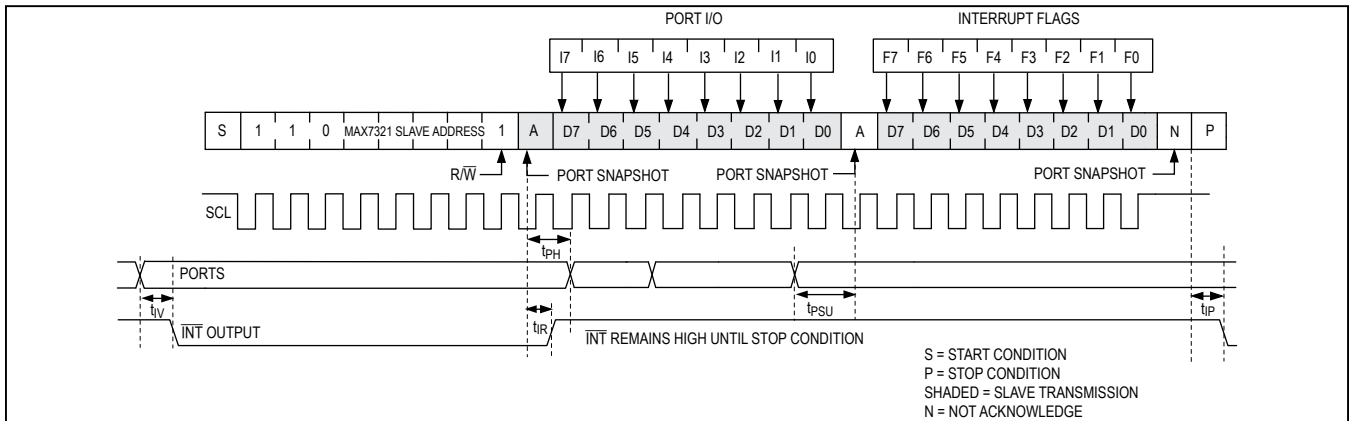 PORT I/O INTERRUPT FLAGS
I7 I6 I5 I4 I3 I2 I1 I0 F7 F6 F5 F4 F3 F2 F1 F0
S 1 1 0 MAX7321 SLAVE ADDRESS 1 A D7 D6 D5 D4 D3 D2 D1 D0 A D7 D6 D5 D4 D3 D2 D1 D0 N P
R/W̅ PORT SNAPSHOT PORT SNAPSHOT PORT SNAPSHOT
SCL
tPH
PORTS
tIV tIR tPSU tIP
I̅N̅T̅ OUTPUT I̅N̅T̅ REMAINS HIGH UNTIL STOP CONDITION
S = START CONDITION
P = STOP CONDITION
SHADED = SLAVE TRANSMISSION
N = NOT ACKNOWLEDGE